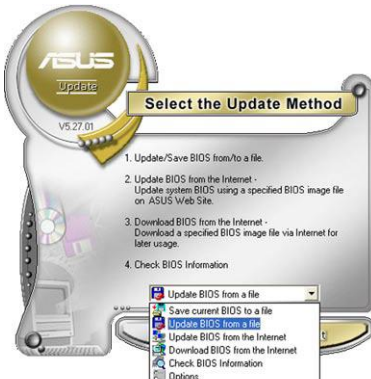 ASUS
Update
V5.27.01
Select the Update Method
1. Update/Save BIOS from/to a file.
2. Update BIOS from the Internet -
Update system BIOS using a specified BIOS image file
on ASUS Web Site.
3. Download BIOS from the Internet -
Download a specified BIOS image file via Internet for
later usage.
4. Check BIOS Information
Update BIOS from a file
Save current BIOS to a file
Update BIOS from a file
Update BIOS from the Internet
Download BIOS from the Internet
Check BIOS Information
Options